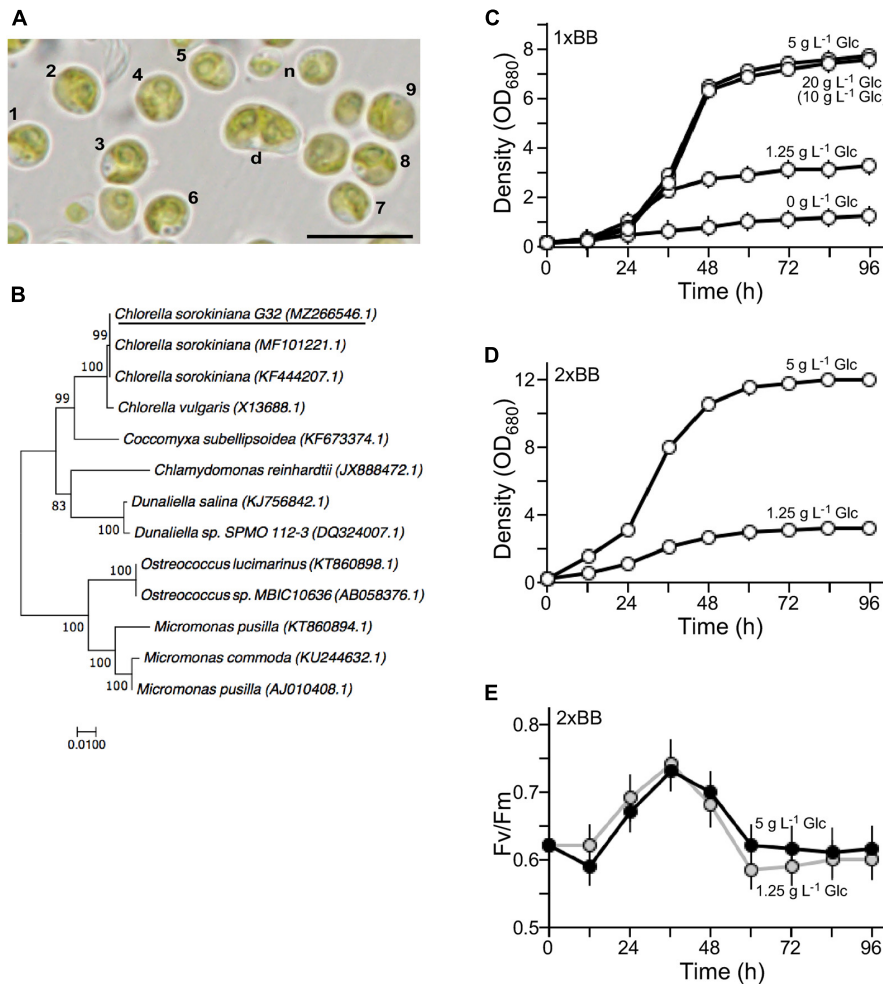 A
1
2
3
4
5
6
7
8
9
n
d
B
Chlorella sorokiniana G32 (MZ266546.1)
Chlorella sorokiniana (MF101221.1)
Chlorella sorokiniana (KF444207.1)
Chlorella vulgaris (X13688.1)
Coccomyxa subellipsoidea (KF673374.1)
Chlamydomonas reinhardtii (JX888472.1)
Dunaliella salina (KJ756842.1)
Dunaliella sp. SPMO 112-3 (DQ324007.1)
Ostreococcus lucimarinus (KT860898.1)
Ostreococcus sp. MBIC10636 (AB058376.1)
Micromonas pusilla (KT860894.1)
Micromonas commoda (KU244632.1)
Micromonas pusilla (AJ010408.1)
99
100
99
83
100
100
100
100
100
0.0100
C
1xBB
Density (OD680)
8
6
4
2
0
5 g L-1 Glc
20 g L-1 Glc
(10 g L-1 Glc
1.25 g L-1 Glc
0 g L-1 Glc
0 24 48 72 96
Time (h)
D
2xBB
Density (OD680)
12
8
4
0
5 g L-1 Glc
1.25 g L-1 Glc
0 24 48 72 96
Time (h)
E
2xBB
Fv/Fm
0.8
0.7
0.6
0.5
5 g L-1 Glc
1.25 g L-1 Glc
0 24 48 72 96
Time (h)